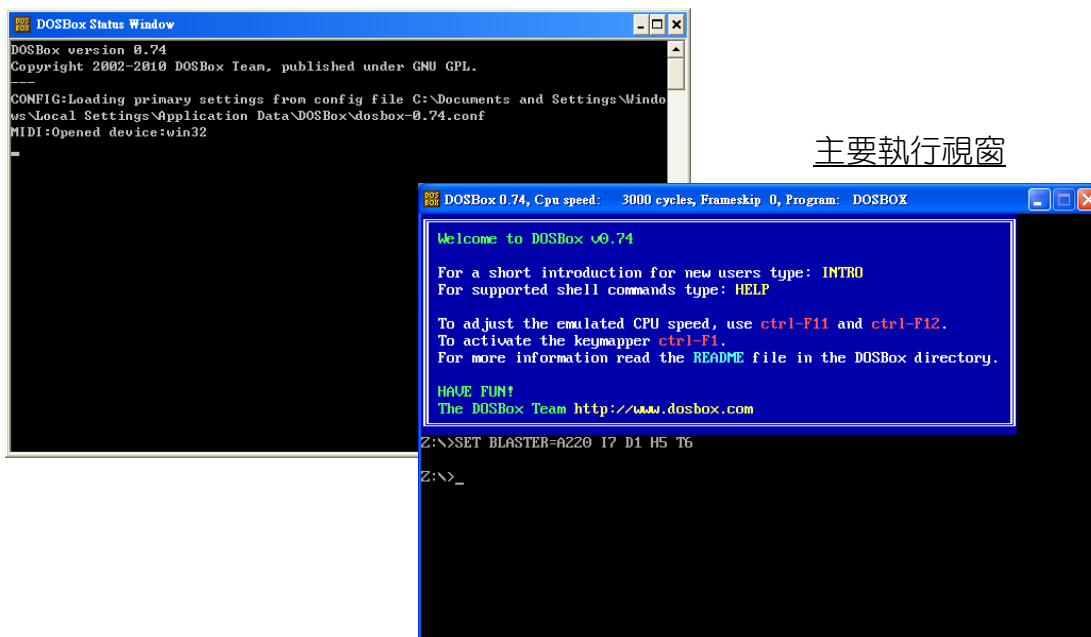 DOSBox Status Window
DOSBox version 0.74
Copyright 2002-2010 DOSBox Team, published under GNU GPL.
---
CONFIG:Loading primary settings from config file C:\Documents and Settings\Windo
ws\Local Settings\Application Data\DOSBox\dosbox-0.74.conf
MIDI:Opened device:win32
主要執行視窗
DOSBox 0.74, Cpu speed: 3000 cycles, Frameskip 0, Program: DOSBOX
Welcome to DOSBox v0.74
For a short introduction for new users type: INTRO
For supported shell commands type: HELP
To adjust the emulated CPU speed, use ctrl-F11 and ctrl-F12.
To activate the keymapper ctrl-F1.
For more information read the README file in the DOSBox directory.
HAVE FUN!
The DOSBox Team http://www.dosbox.com
Z:\>SET BLASTER=A220 I7 D1 H5 T6
Z:\>_